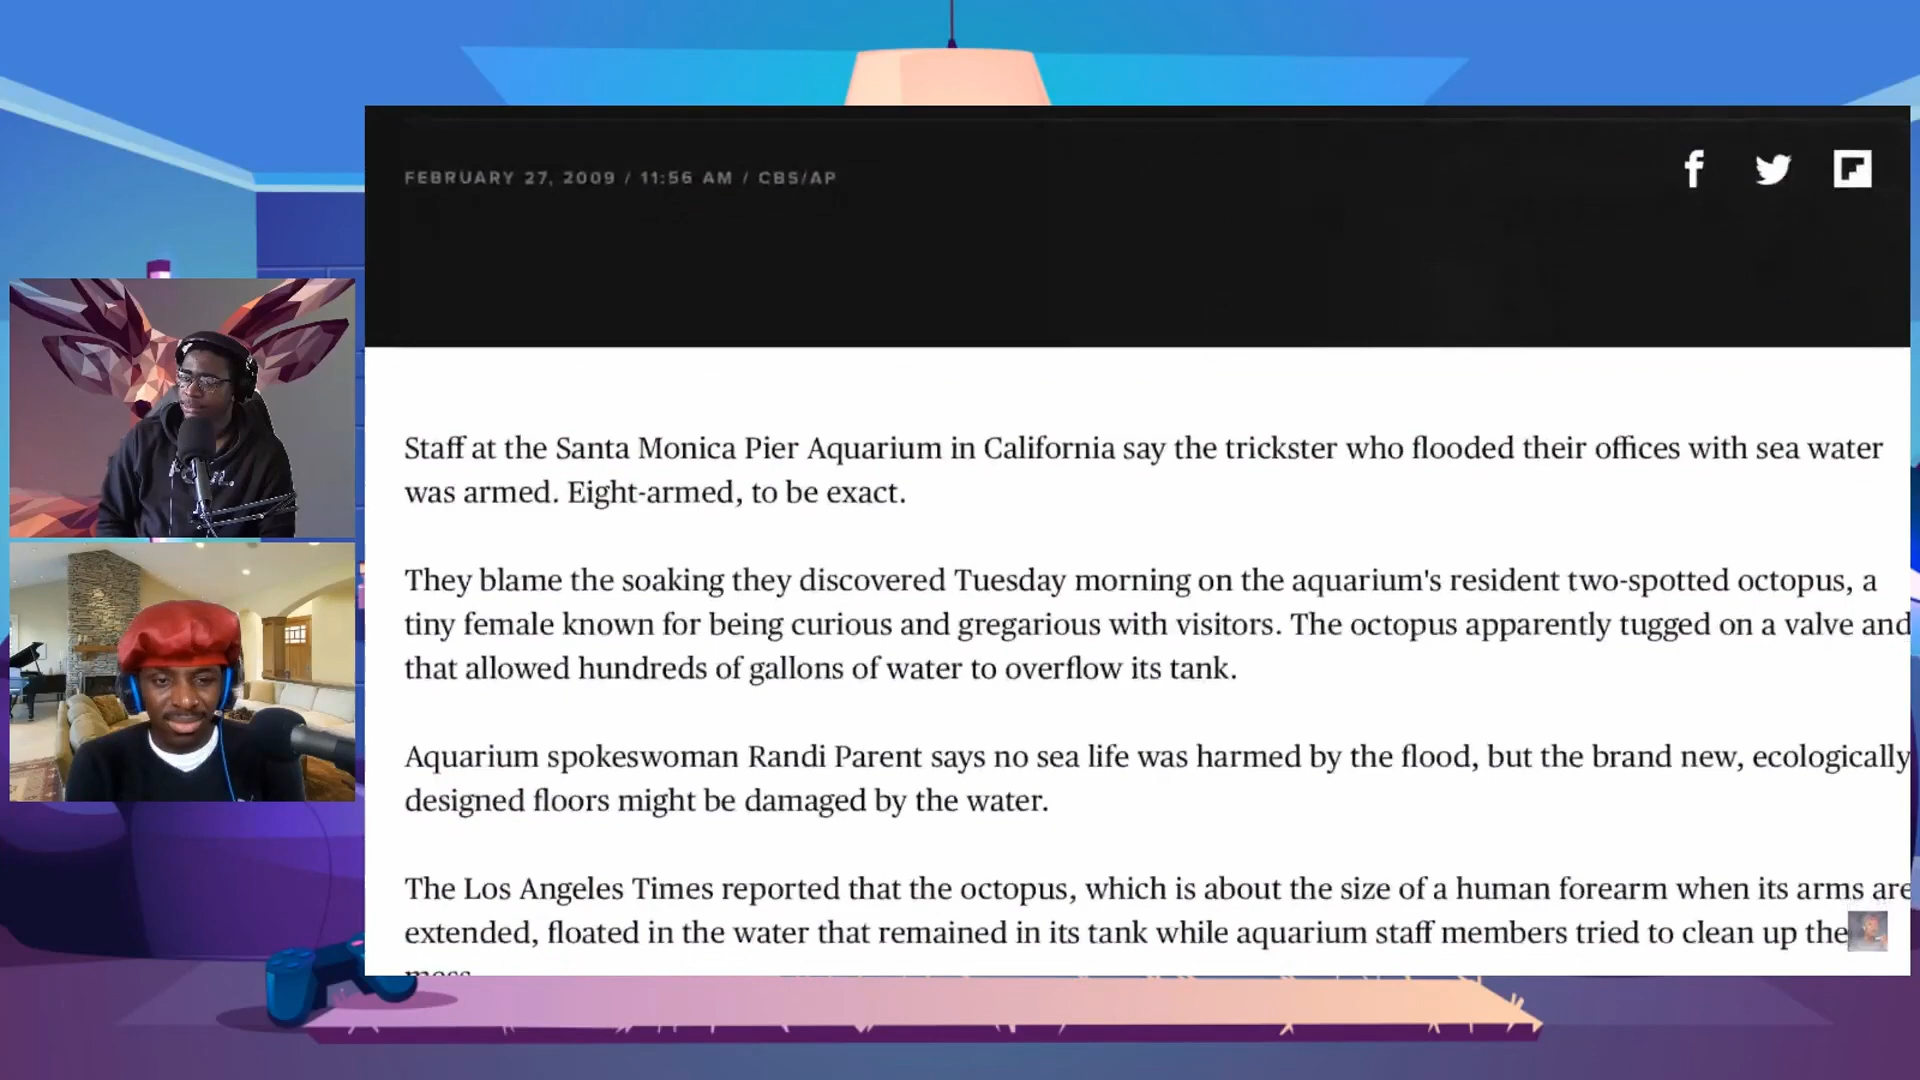 FEBRUARY 27, 2009 / 11:56 AM / CBS/AP
Staff at the Santa Monica Pier Aquarium in California say the trickster who flooded their offices with sea water
was armed. Eight-armed, to be exact.
They blame the soaking they discovered Tuesday morning on the aquarium's resident two-spotted octopus, a
tiny female known for being curious and gregarious with visitors. The octopus apparently tugged on a valve and
that allowed hundreds of gallons of water to overflow its tank.
Aquarium spokeswoman Randi Parent says no sea life was harmed by the flood, but the brand new, ecologically
designed floors might be damaged by the water.
The Los Angeles Times reported that the octopus, which is about the size of a human forearm when its arms are
extended, floated in the water that remained in its tank while aquarium staff members tried to clean up the
mess.